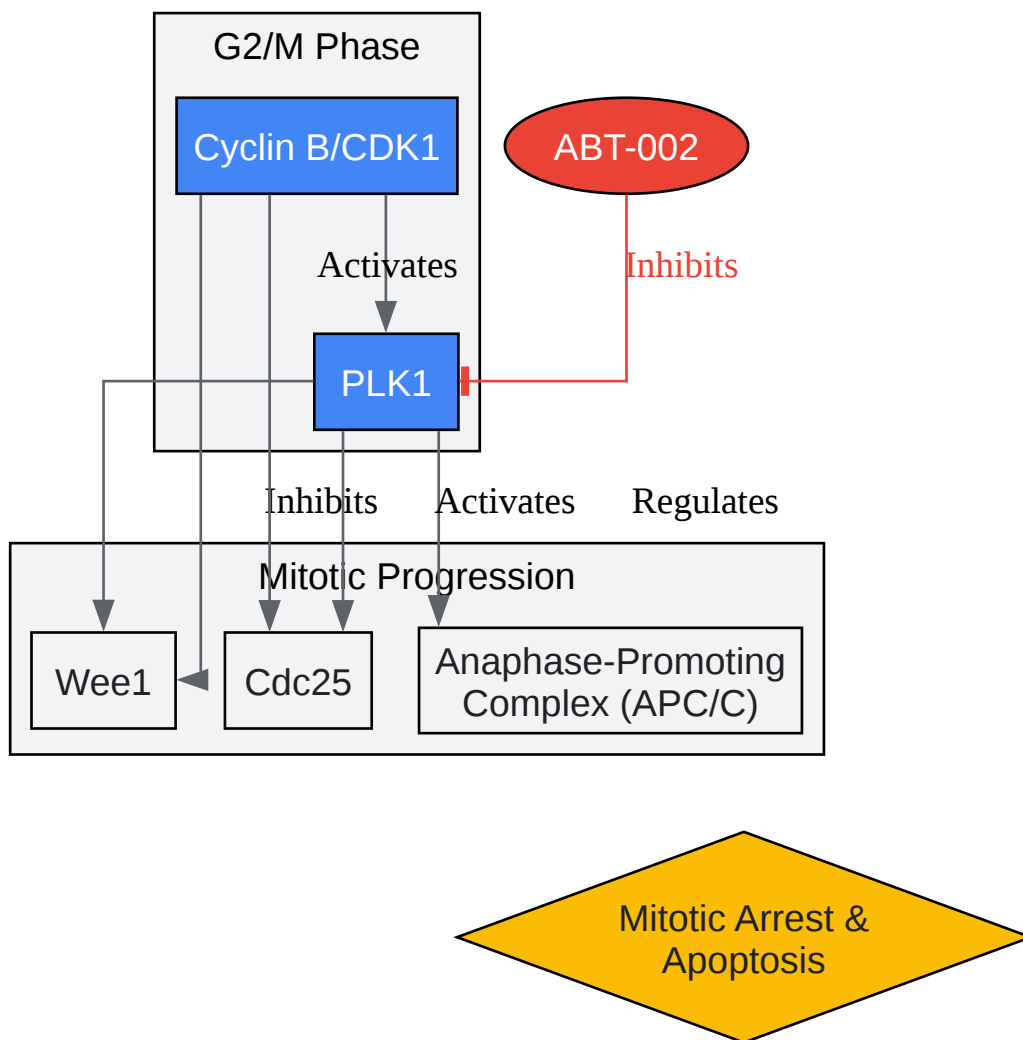 G2/M Phase
Cyclin B/CDK1
ABT-002
Activates
Inhibits
PLK1
Inhibits
Activates
Regulates
Mitotic Progression
Wee1
Cdc25
Anaphase-Promoting
Complex (APC/C)
Mitotic Arrest &
Apoptosis